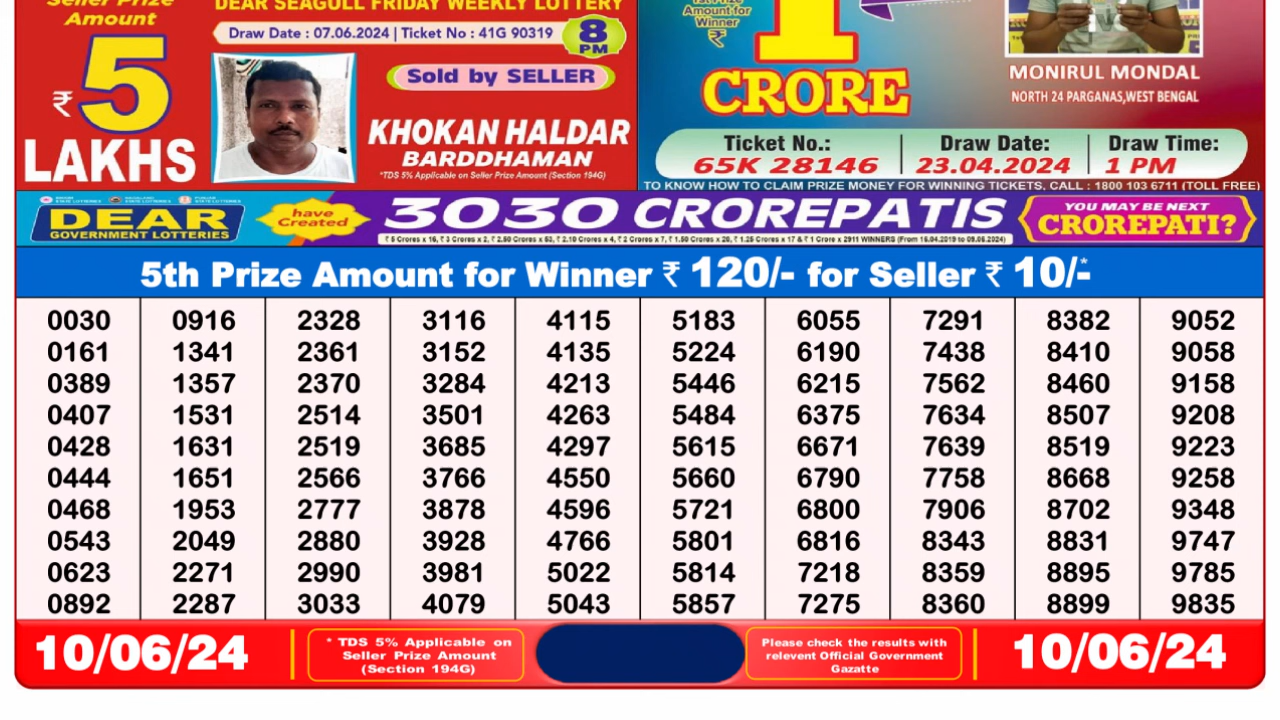 Seller Prize
Amount
₹ 5
LAKHS
DEAR SEAGULL FRIDAY WEEKLY LOTTERY
Draw Date : 07.06.2024 | Ticket No : 41G 90319
8
PM
Sold by SELLER
KHOKAN HALDAR
BARDDHAMAN
*TDS 5% Applicable on Seller Prize Amount (Section 194G)
Amount for
Winner
₹
1
CRORE
MONIRUL MONDAL
NORTH 24 PARGANAS,WEST BENGAL
Ticket No.: Draw Date: Draw Time:
65K 28146 23.04.2024 1 PM
TO KNOW HOW TO CLAIM PRIZE MONEY FOR WINNING TICKETS, CALL : 1800 103 6711 (TOLL FREE)
DEAR
GOVERNMENT LOTTERIES
have
Created
3030 CROREPATIS
YOU MAY BE NEXT
CROREPATI?
5th Prize Amount for Winner ₹ 120/- for Seller ₹ 10/-*
0030 0916 2328 3116 4115 5183 6055 7291 8382 9052
0161 1341 2361 3152 4135 5224 6190 7438 8410 9058
0389 1357 2370 3284 4213 5446 6215 7562 8460 9158
0407 1531 2514 3501 4263 5484 6375 7634 8507 9208
0428 1631 2519 3685 4297 5615 6671 7639 8519 9223
0444 1651 2566 3766 4550 5660 6790 7758 8668 9258
0468 1953 2777 3878 4596 5721 6800 7906 8702 9348
0543 2049 2880 3928 4766 5801 6816 8343 8831 9747
0623 2271 2990 3981 5022 5814 7218 8359 8895 9785
0892 2287 3033 4079 5043 5857 7275 8360 8899 9835
10/06/24
* TDS 5% Applicable on
Seller Prize Amount
(Section 194G)
Please check the results with
relevent Official Government
Gazatte
10/06/24